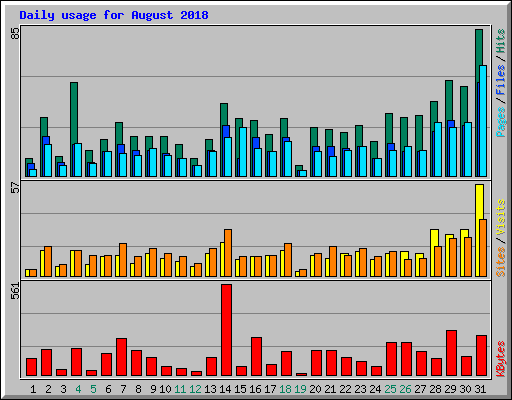 Daily usage for August 2018
85
Pages / Files / Hits
57
Sites / Visits
561
KBytes
1 2 3 4 5 6 7 8 9 10 11 12 13 14 15 16 17 18 19 20 21 22 23 24 25 26 27 28 29 30 31